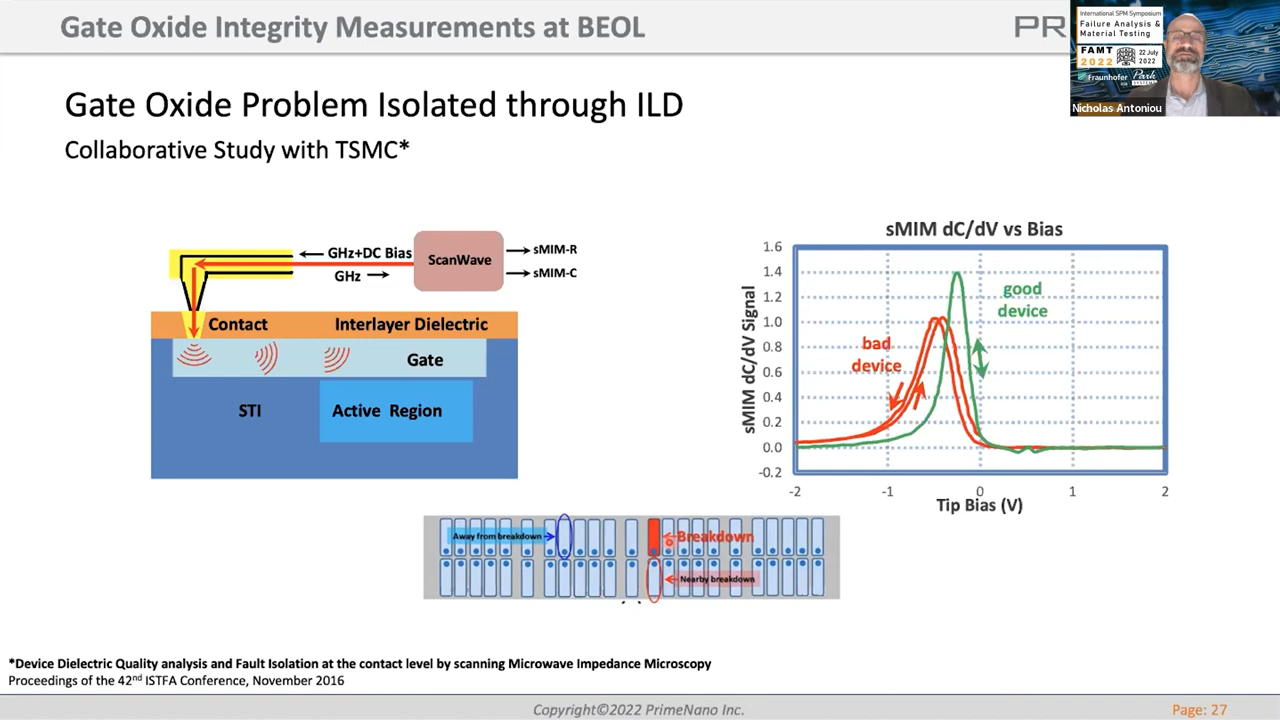 Gate Oxide Integrity Measurements at BEOL
PR
International SPM Symposium
Failure Analysis &
Material Testing
FAMT
2022
22 July
2022
Fraunhofer
Park
Nicholas Antoniou
Gate Oxide Problem Isolated through ILD
Collaborative Study with TSMC*
GHz+DC Bias
GHz
ScanWave
sMIM-R
sMIM-C
Contact
Interlayer Dielectric
Gate
STI
Active Region
sMIM dC/dV vs Bias
sMIM dC/dV Signal
1.6
1.4
1.2
1.0
0.8
0.6
0.4
0.2
0.0
-0.2
good
device
bad
device
-2
-1
0
1
2
Tip Bias (V)
Away from breakdown
Breakdown
Nearby breakdown
*Device Dielectric Quality analysis and Fault Isolation at the contact level by scanning Microwave Impedance Microscopy
Proceedings of the 42nd ISTFA Conference, November 2016
Copyright©2022 PrimeNano Inc.
Page: 27